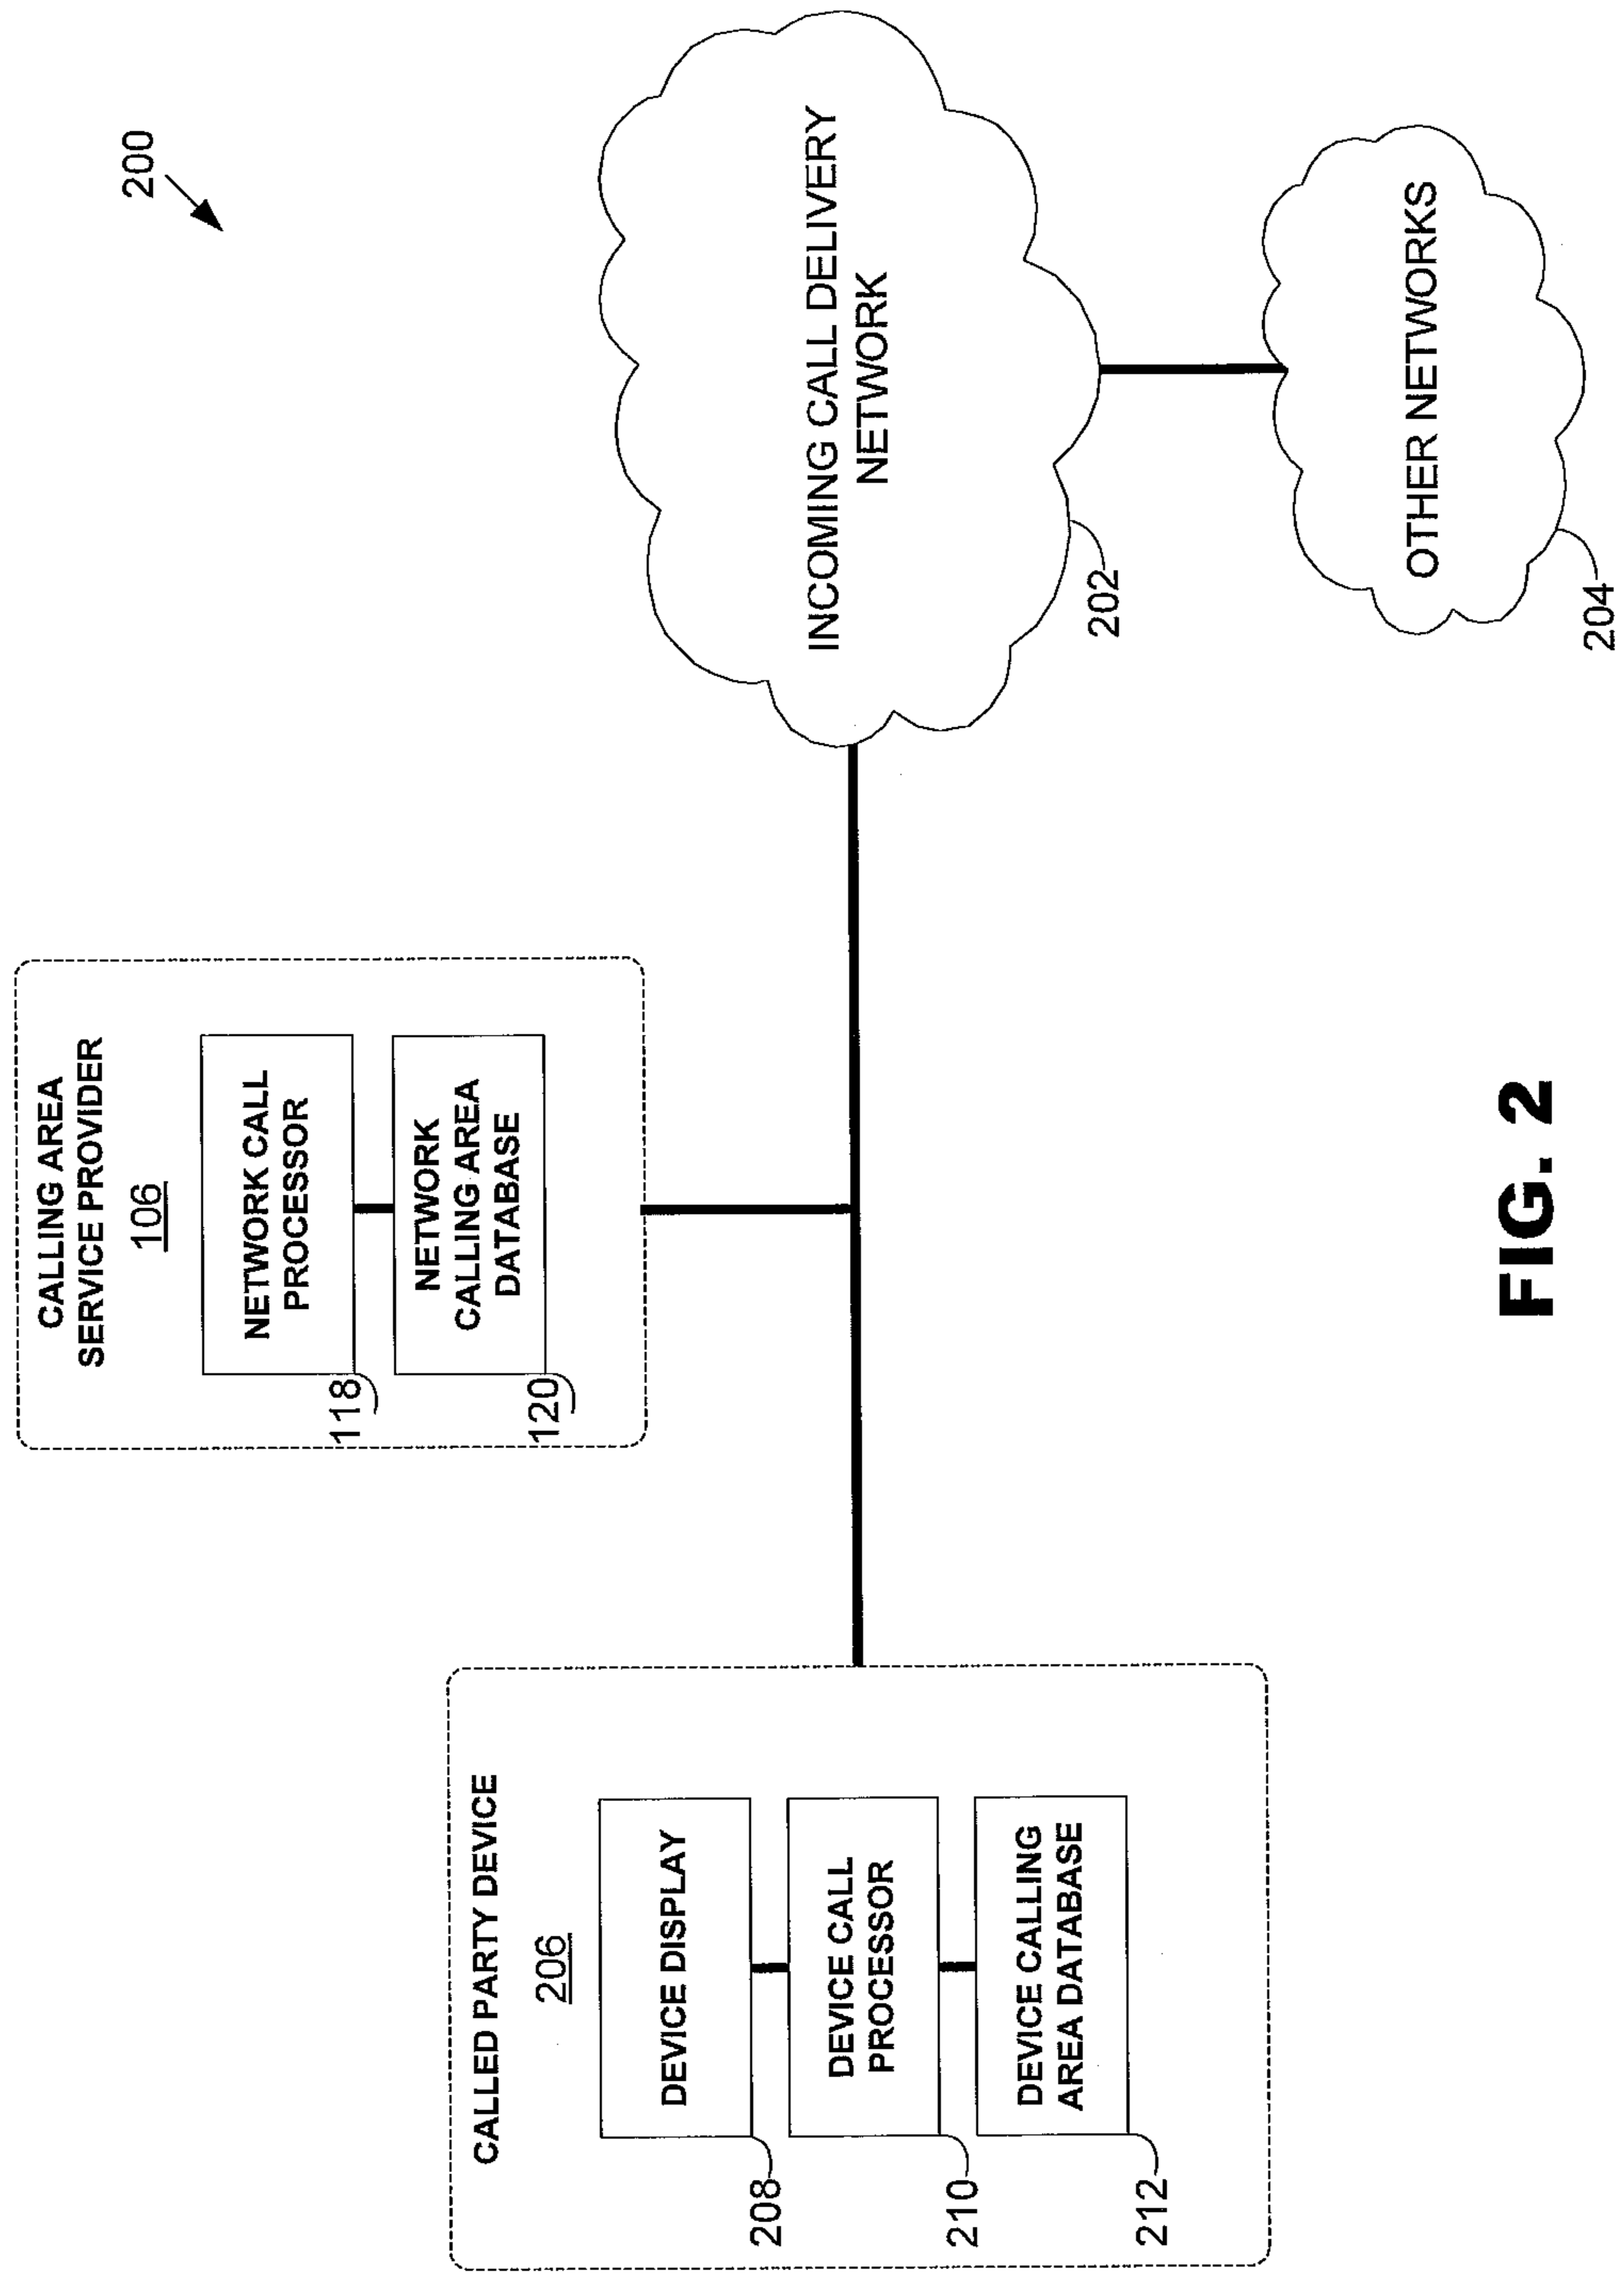 200
CALLING AREA
SERVICE PROVIDER
106
NETWORK CALL
PROCESSOR
118
NETWORK
CALLING AREA
DATABASE
120
CALLED PARTY DEVICE
206
DEVICE DISPLAY
208
DEVICE CALL
PROCESSOR
210
DEVICE CALLING
AREA DATABASE
212
INCOMING CALL DELIVERY
NETWORK
202
OTHER NETWORKS
204
FIG. 2